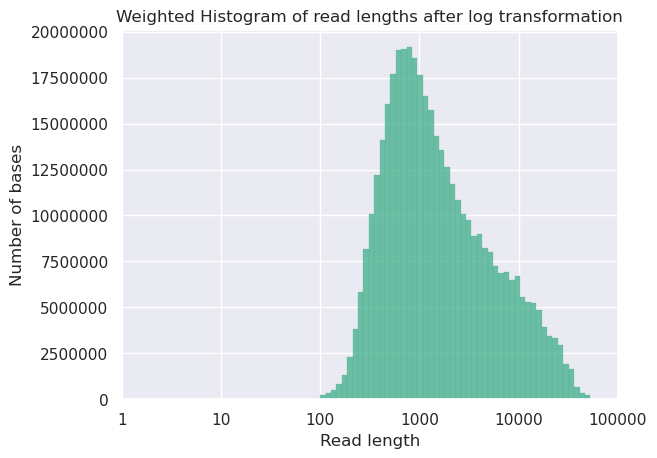 Weighted Histogram of read lengths after log transformation
20000000
17500000
15000000
12500000
10000000
7500000
5000000
2500000
0
Number of bases
1 10 100 1000 10000 100000
Read length